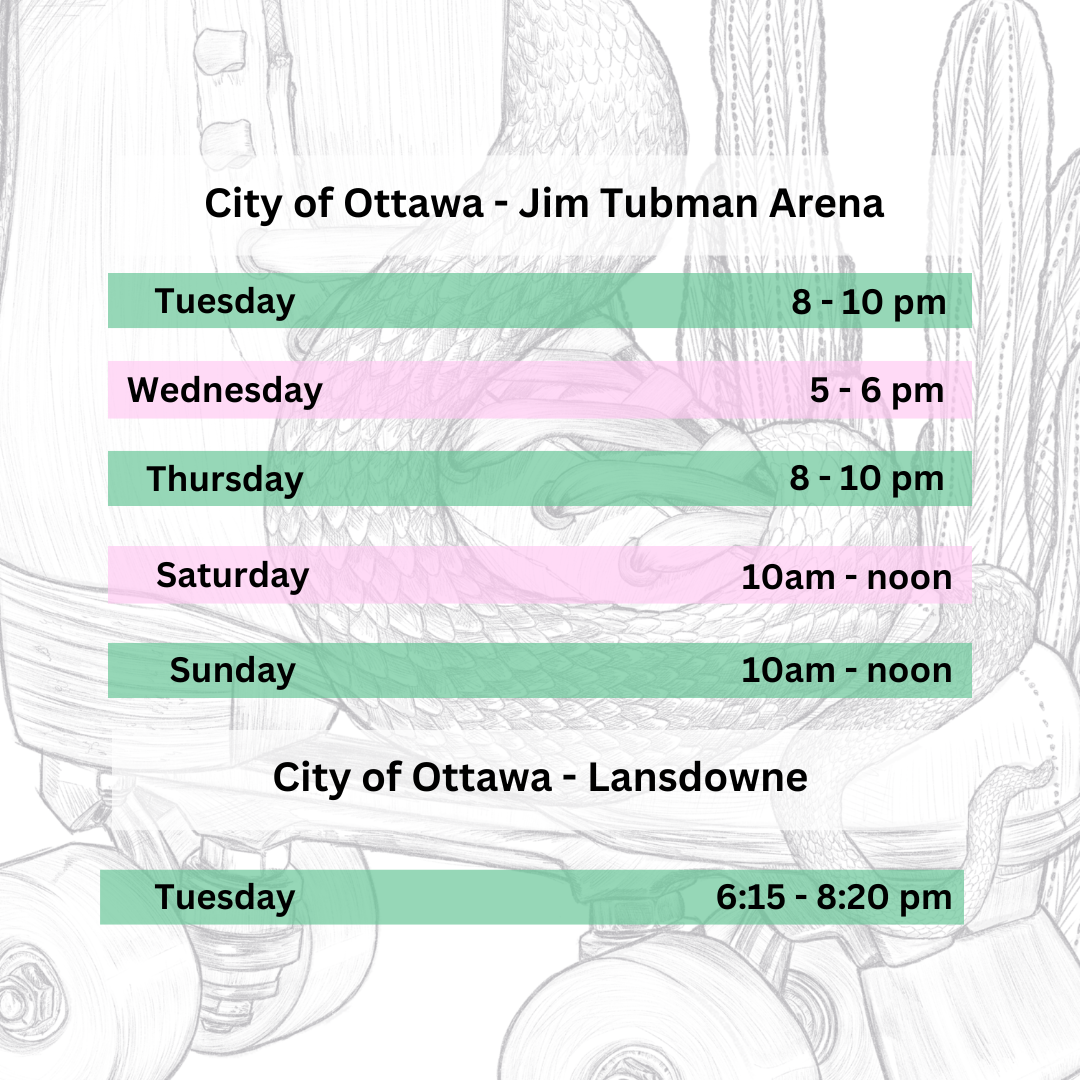 City of Ottawa - Jim Tubman Arena
Tuesday 8 - 10 pm
Wednesday 5 - 6 pm
Thursday 8 - 10 pm
Saturday 10am - noon
Sunday 10am - noon
City of Ottawa - Lansdowne
Tuesday 6:15 - 8:20 pm